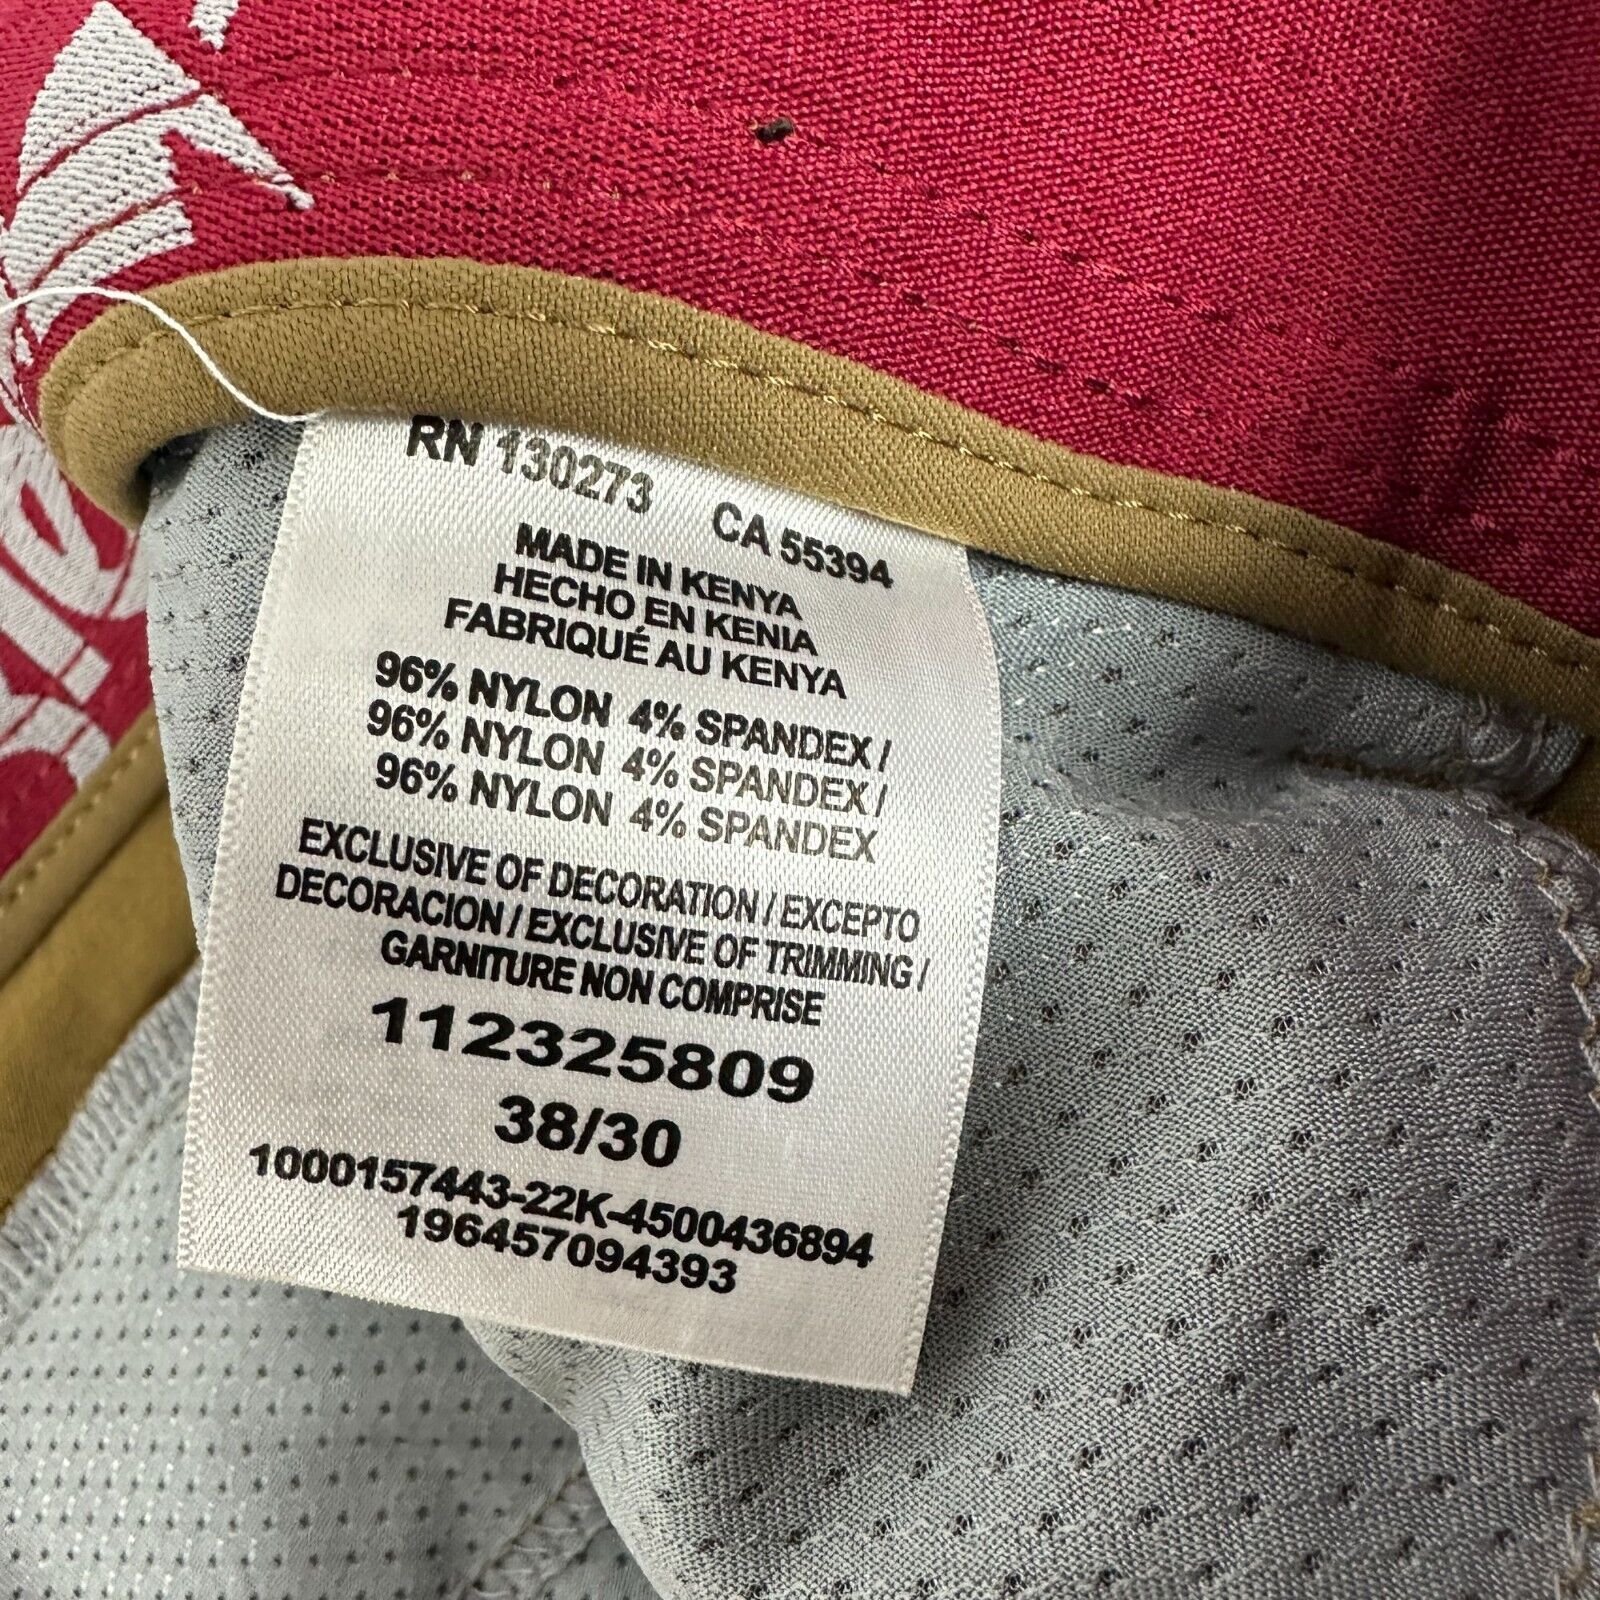 RN 130273 CA 55394
MADE IN KENYA
HECHO EN KENIA
FABRIQUÉ AU KENYA
96% NYLON 4% SPANDEX /
96% NYLON 4% SPANDEX /
96% NYLON 4% SPANDEX
EXCLUSIVE OF DECORATION / EXCEPTO
DECORACION / EXCLUSIVE OF TRIMMING /
GARNITURE NON COMPRISE
112325809
38/30
1000157443-22K-4500436894
196457094393